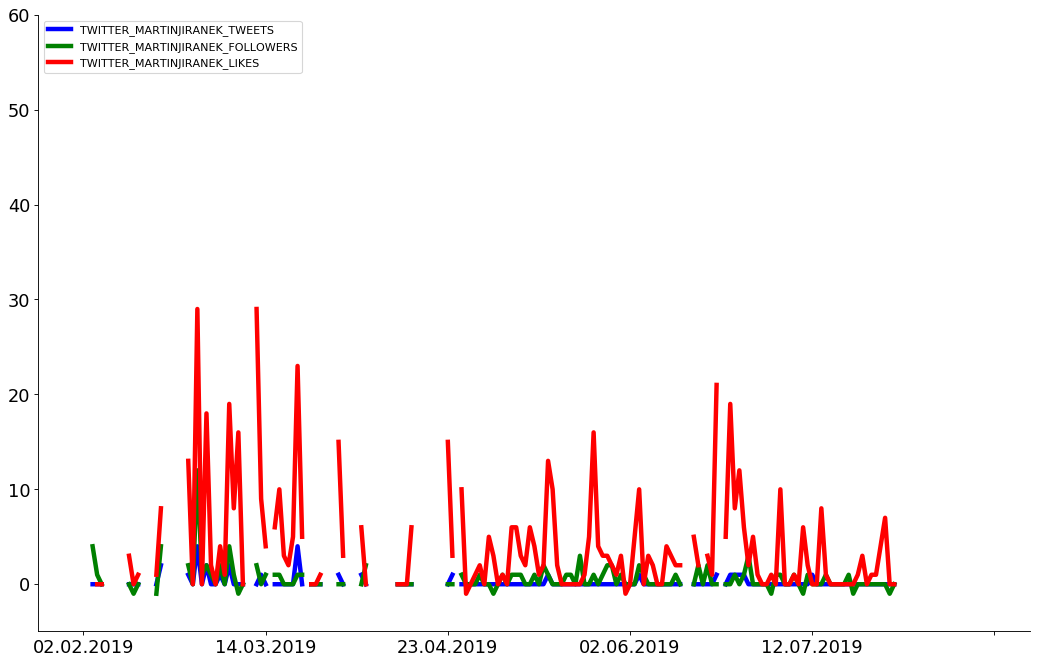 TWITTER_MARTINJIRANEK_TWEETS
TWITTER_MARTINJIRANEK_FOLLOWERS
TWITTER_MARTINJIRANEK_LIKES
60
50
40
30
20
10
0
02.02.2019 14.03.2019 23.04.2019 02.06.2019 12.07.2019